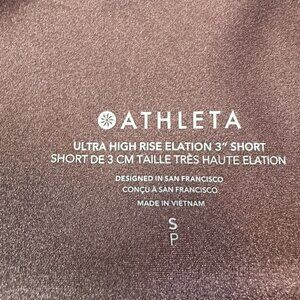 ATHLETA
ULTRA HIGH RISE ELATION 3" SHORT
SHORT DE 3 CM TAILLE TRÈS HAUTE ELATION
DESIGNED IN SAN FRANCISCO
CONÇU À SAN FRANCISCO
MADE IN VIETNAM
S
P